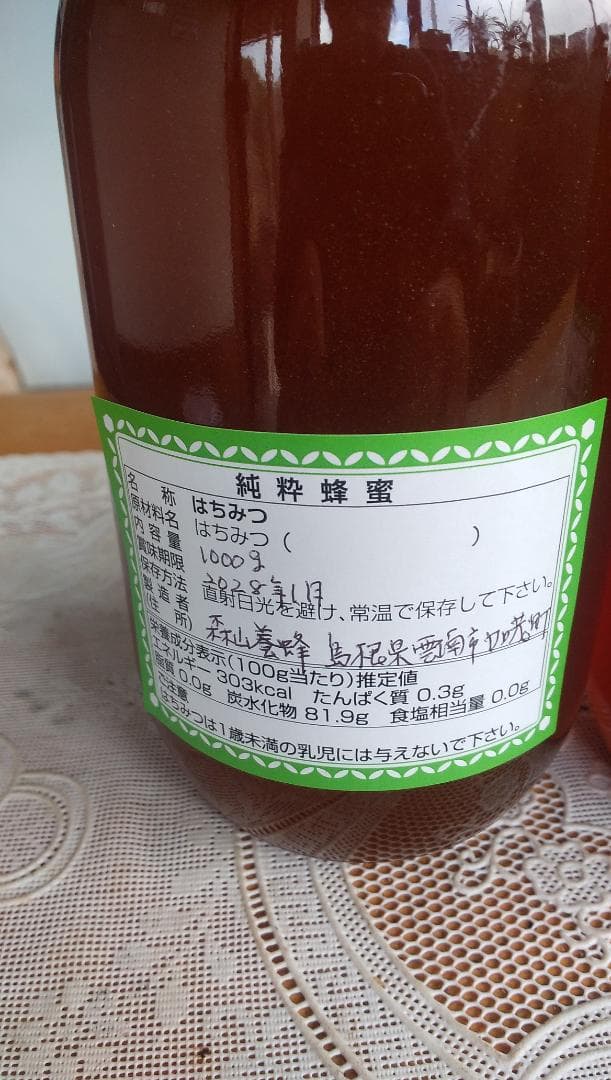 純粋蜂蜜
名称 はちみつ
原材料名 はちみつ( )
内容量 1000g
賞味期限 2028年1月
保存方法 直射日光を避け、常温で保存して下さい。
製造者 森山養蜂 島根県雲南市加茂町
(住所)
栄養成分表示(100g当たり)推定値
エネルギー 303kcal たんぱく質 0.3g
脂質 0.0g 炭水化物 81.9g 食塩相当量 0.0g
ご注意
はちみつは1歳未満の乳児には与えないで下さい。